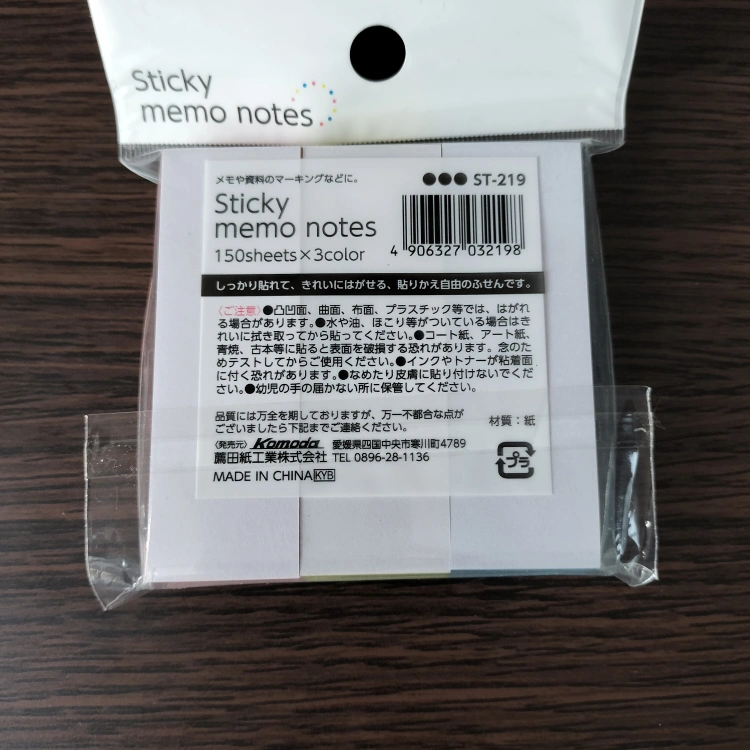 Sticky
memo notes
メモや資料のマーキングなどに。
●●● ST-219
Sticky
memo notes
150sheets×3color
4 906327 032198
しっかり貼れて、きれいにはがせる、貼りかえ自由のふせんです。
〈ご注意〉●凸凹面、曲面、布面、プラスチック等では、はがれ
る場合があります。●水や油、ほこり等がついている場合はき
れいに拭き取ってから貼ってください。●コート紙、アート紙、
青焼、古本等に貼ると表面を破損する恐れがあります。念のた
めテストしてからご使用ください。●インクやトナーが粘着面
に付く恐れがあります。●なめたり皮膚に貼り付けないでくだ
さい。●幼児の手の届かない所に保管してください。
品質には万全を期しておりますが、万一不都合な点が
ございましたら下記までご連絡ください。
材質：紙
〈発売元〉 Komoda 愛媛県四国中央市寒川町4789
薦田紙工業株式会社 TEL 0896-28-1136
MADE IN CHINA KYB
プラ